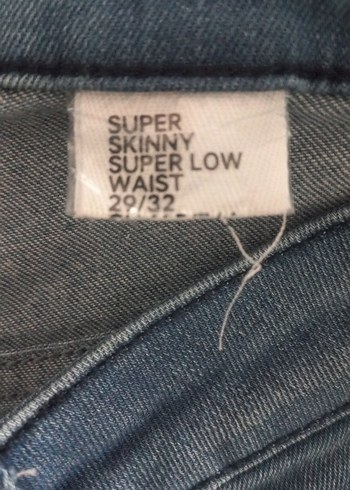 SUPER
SKINNY
SUPER LOW
WAIST
29/32